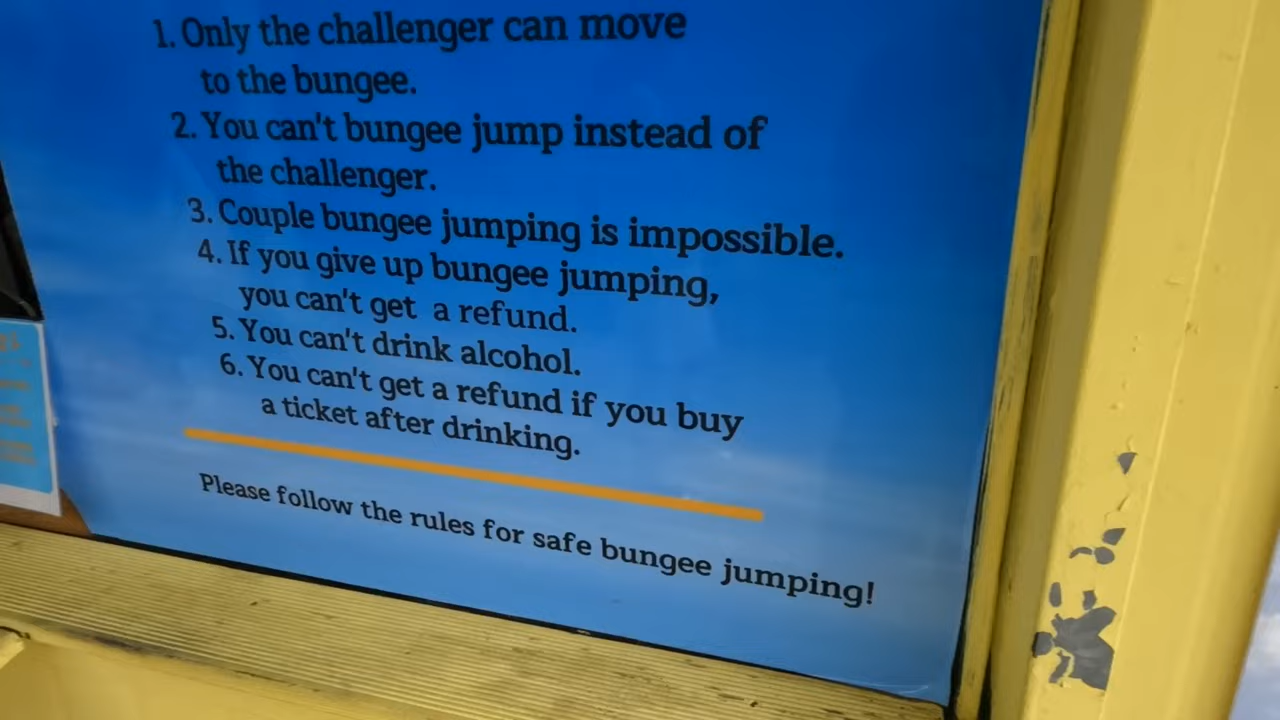 1. Only the challenger can move
to the bungee.
2. You can't bungee jump instead of
the challenger.
3. Couple bungee jumping is impossible.
4. If you give up bungee jumping,
you can't get a refund.
5. You can't drink alcohol.
6. You can't get a refund if you buy
a ticket after drinking.
Please follow the rules for safe bungee jumping!